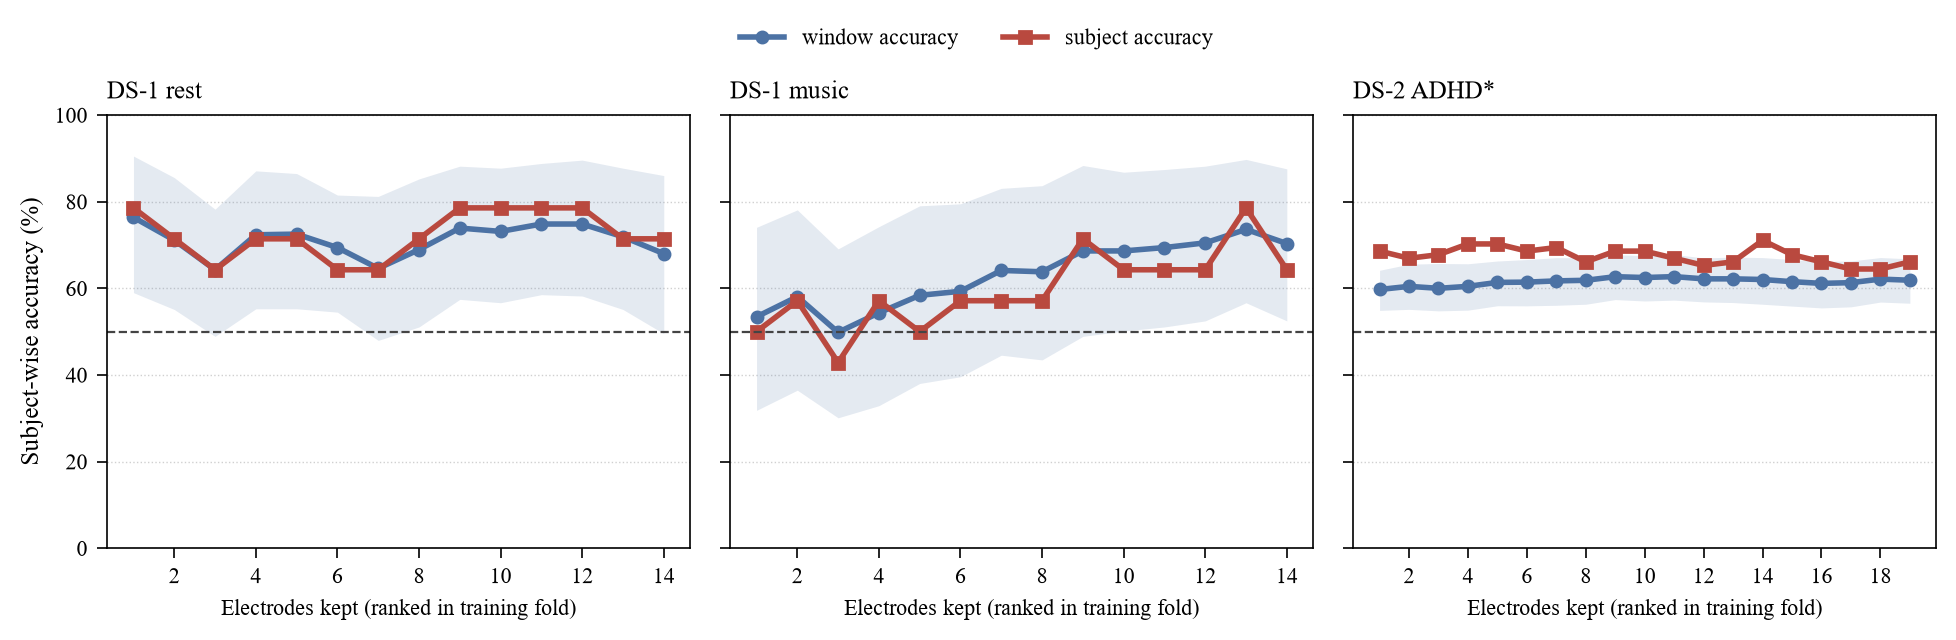 window accuracy subject accuracy
DS-1 rest
DS-1 music
DS-2 ADHD*
Subject-wise accuracy (%)
100
80
60
40
20
0
2 4 6 8 10 12 14
2 4 6 8 10 12 14
2 4 6 8 10 12 14 16 18
Electrodes kept (ranked in training fold)
Electrodes kept (ranked in training fold)
Electrodes kept (ranked in training fold)